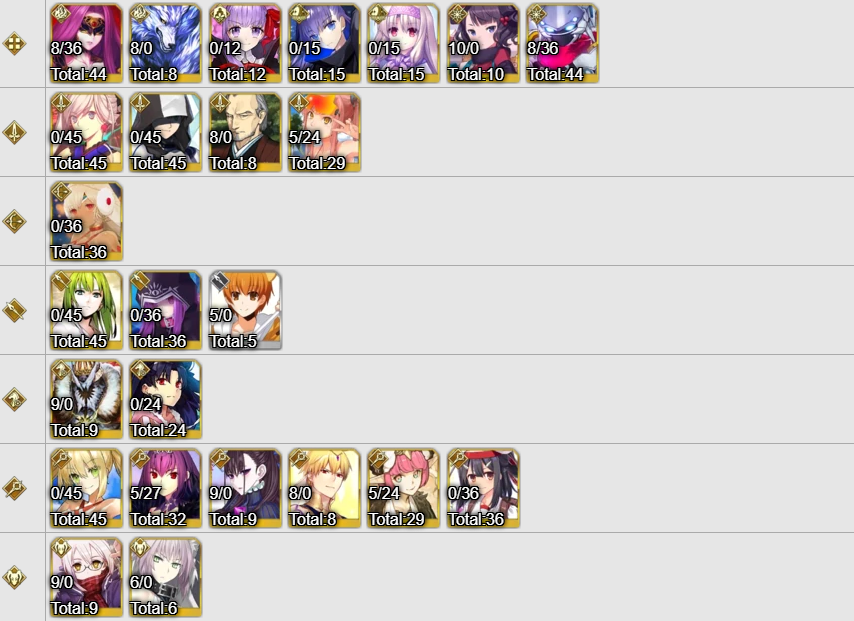 8/36 8/0 0/12 0/15 0/15 10/0 8/36
Total:44 Total:8 Total:12 Total:15 Total:15 Total:10 Total:44
0/45 0/45 8/0 5/24
Total:45 Total:45 Total:8 Total:29
0/36
Total:36
0/45 0/36 5/0
Total:45 Total:36 Total:5
9/0 0/24
Total:9 Total:24
0/45 5/27 9/0 8/0 5/24 0/36
Total:45 Total:32 Total:9 Total:8 Total:29 Total:36
9/0 6/0
Total:9 Total:6